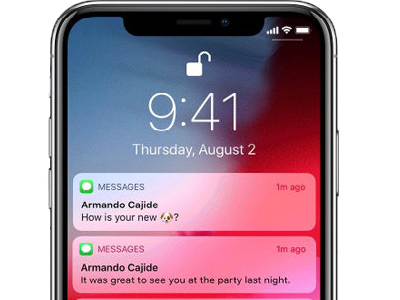 9:41
Thursday, August 2
MESSAGES 1m ago
Armando Cajide
How is your new 🐶?
MESSAGES 1m ago
Armando Cajide
It was great to see you at the party last night.